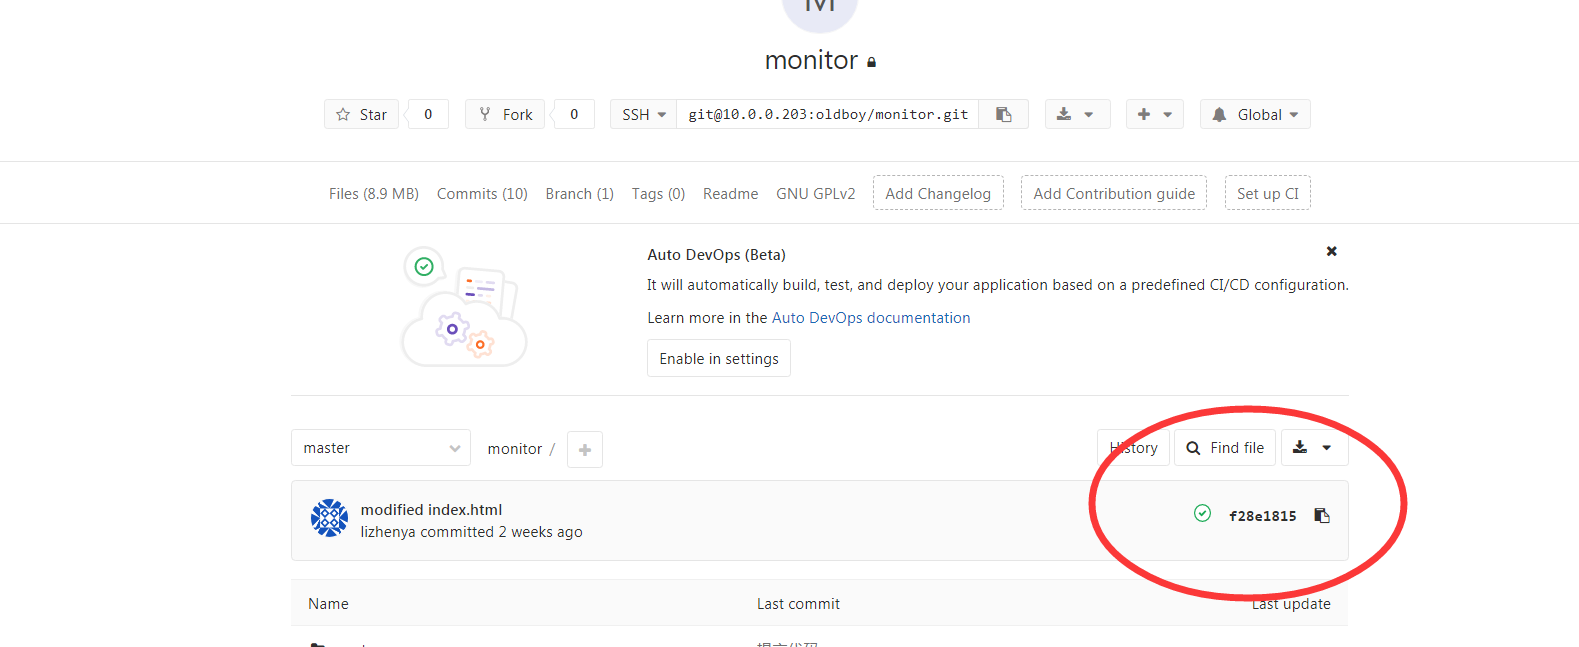 monitor
Star 0 Fork 0 SSH git@10.0.0.203:oldboy/monitor.git Global
Files (8.9 MB) Commits (10) Branch (1) Tags (0) Readme GNU GPLv2 Add Changelog Add Contribution guide Set up CI
Auto DevOps (Beta)
It will automatically build, test, and deploy your application based on a predefined CI/CD configuration.
Learn more in the Auto DevOps documentation
Enable in settings
master monitor / History Find file
modified index.html
lizhenya committed 2 weeks ago
f28e1815
Name Last commit Last update